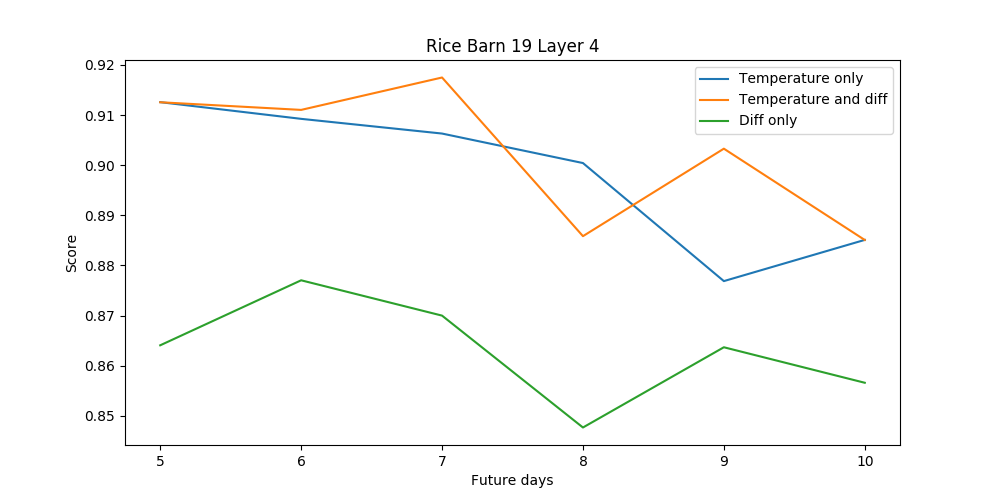 Rice Barn 19 Layer 4
0.92
0.91
0.90
0.89
0.88
0.87
0.86
0.85
Score
Temperature only
Temperature and diff
Diff only
5 6 7 8 9 10
Future days